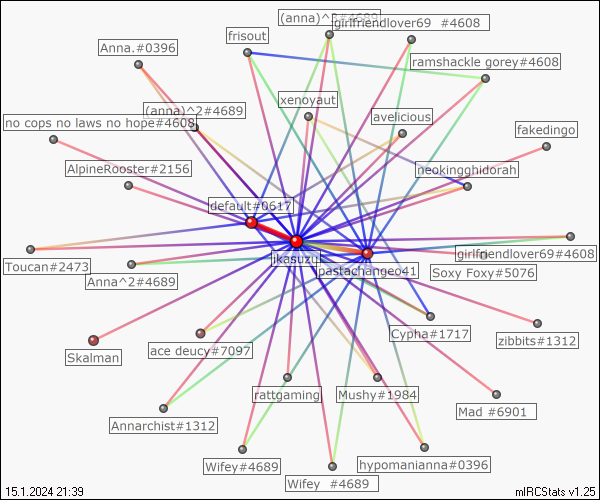 (anna)^2#4689
girlfriendlover69 #4608
frisout
Anna.#0396
ramshackle gorey#4608
xenoyaut
(anna)^2#4689
avelicious
no cops no laws no hope#4608
fakedingo
AlpineRooster#2156
neokingghidorah
default#0617
Toucan#2473
jkasuzu
girlfriendlover69#4608
pastachangeo41
Soxy Foxy#5076
Anna^2#4689
Cypha#1717
zibbits#1312
Skalman
ace deucy#7097
rattgaming
Mushy#1984
Mad #6901
Annarchist#1312
Wifey#4689
hypomanianna#0396
Wifey #4689
15.1.2024 21:39
mIRCStats v1.25